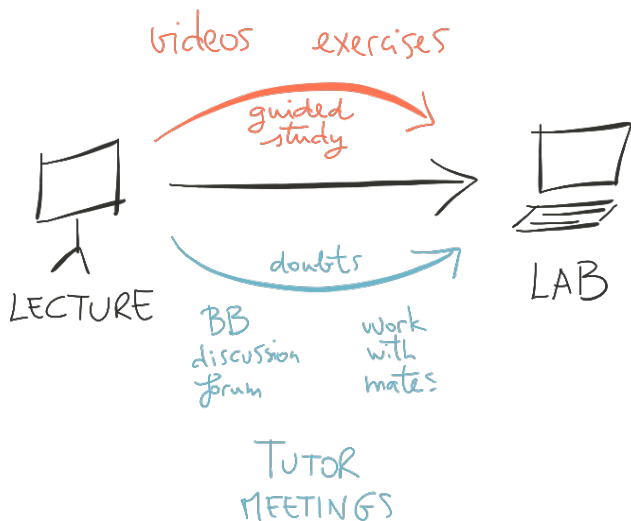 videos exercises
guided
study
doubts
LECTURE
LAB
BB
discussion
forum
work
with
mates
TUTOR
MEETINGS